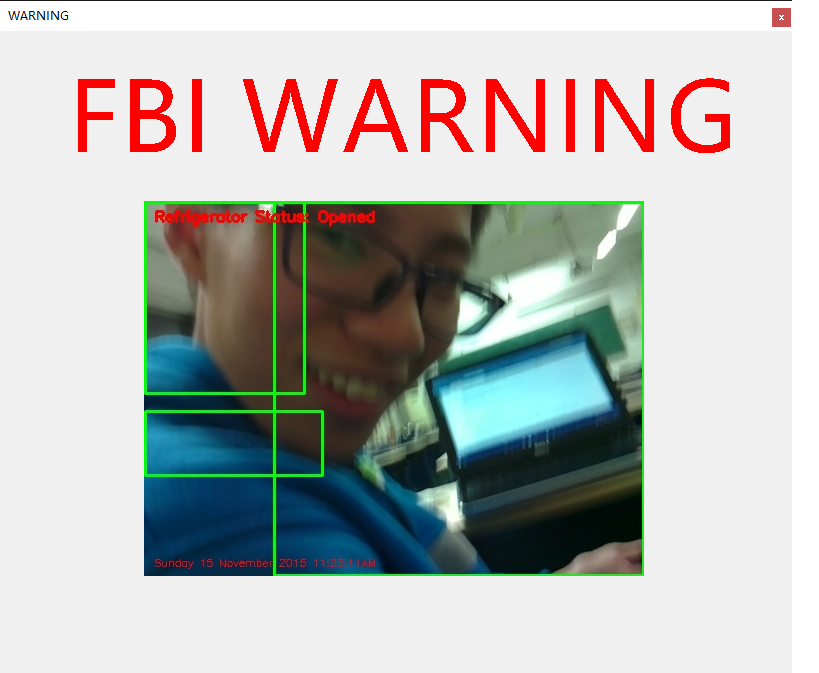 WARNING
x
FBI WARNING
Refrigerator Status: Opened
Sunday 15 November 2015 11:23:11AM